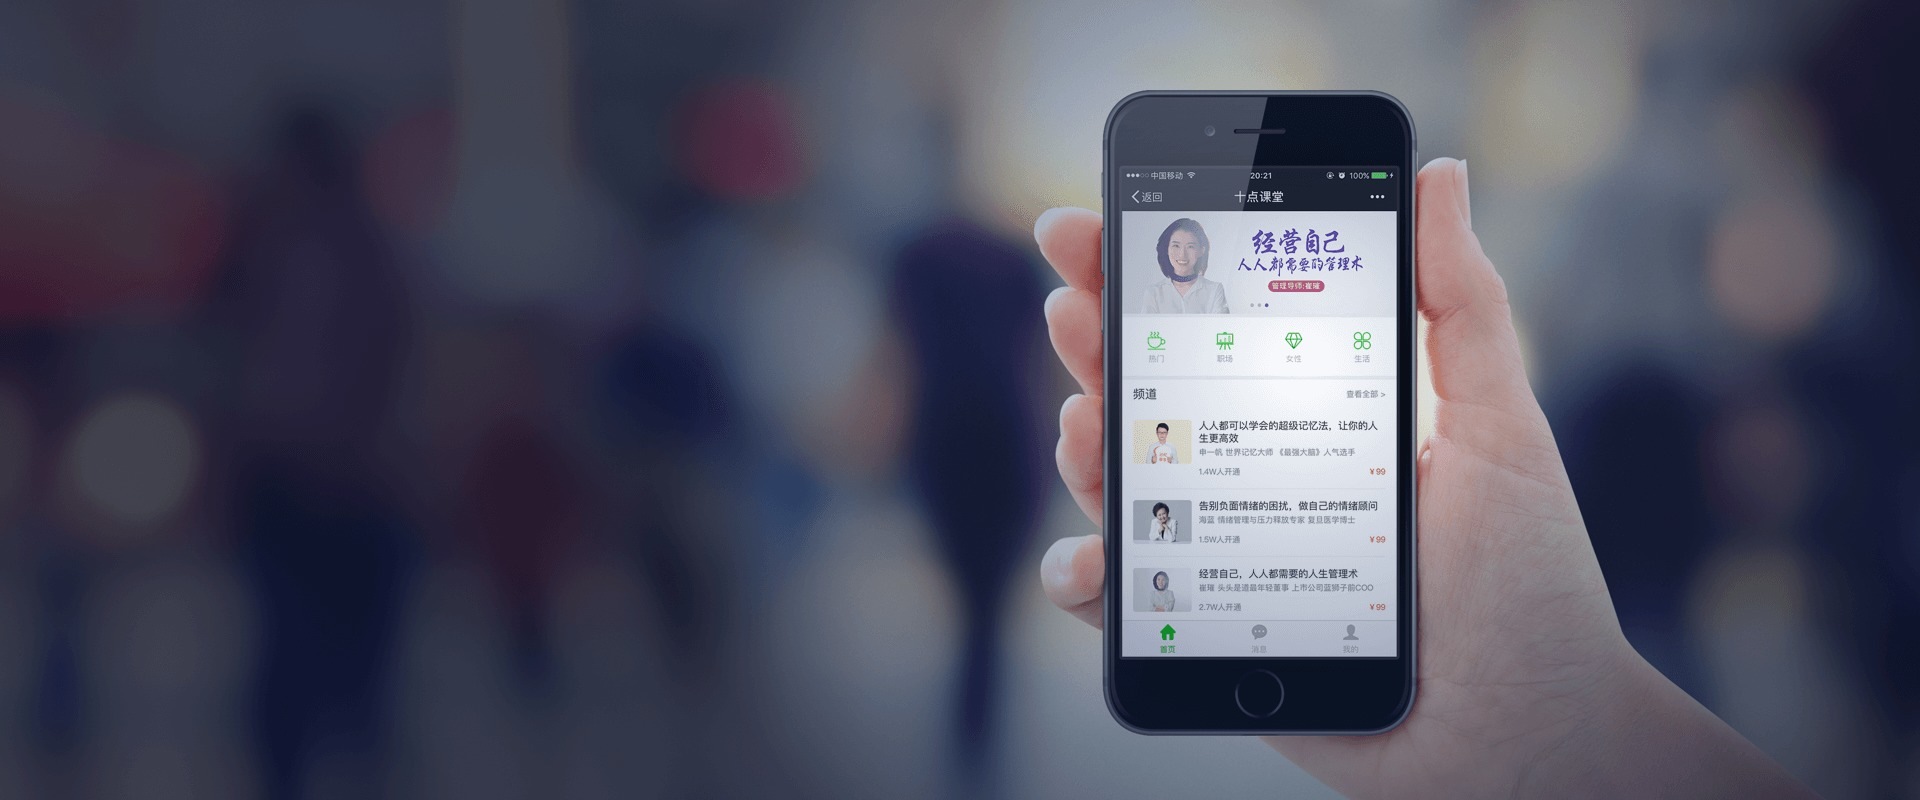 中国移动
20:21
100%
返回
十点课堂
经营自己
人人都需要的管理术
管理导师:崔璀
热门
职场
女性
生活
频道
查看全部 >
人人都可以学会的超级记忆法，让你的人
生更高效
申一帆 世界记忆大师 《最强大脑》人气选手
1.4W人开通
¥99
告别负面情绪的困扰，做自己的情绪顾问
海蓝 情绪管理与压力释放专家 复旦医学博士
1.5W人开通
¥99
经营自己，人人都需要的人生管理术
崔璀 头头是道最年轻董事 上市公司蓝狮子前COO
2.7W人开通
¥99
首页
消息
我的